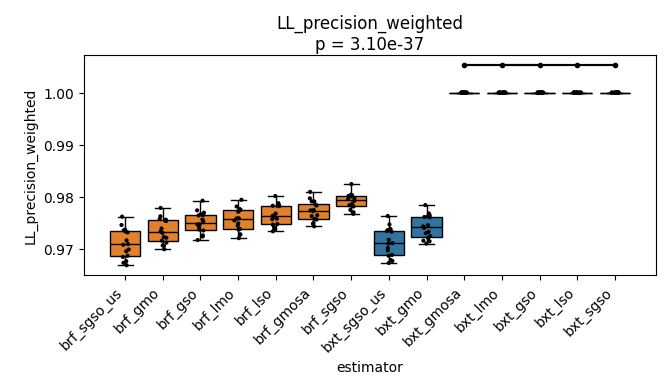 LL_precision_weighted
p = 3.10e-37
LL_precision_weighted
1.00
0.99
0.98
0.97
brf_sgso_us
brf_gmo
brf_gso
brf_lmo
brf_lso
brf_gmosa
brf_sgso
bxt_sgso_us
bxt_gmo
bxt_gmosa
bxt_lmo
bxt_gso
bxt_lso
bxt_sgso
estimator